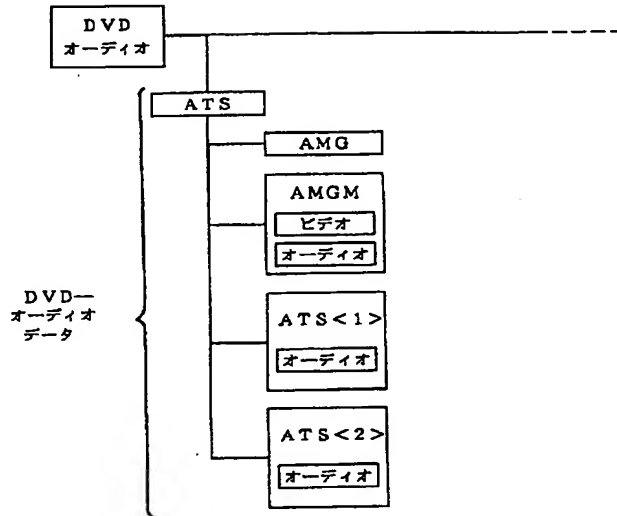 DVD
オーディオ
ATS
AMG
AMGM
ビデオ
オーディオ
DVD―
オーディオ
データ
ATS<1>
オーディオ
ATS<2>
オーディオ